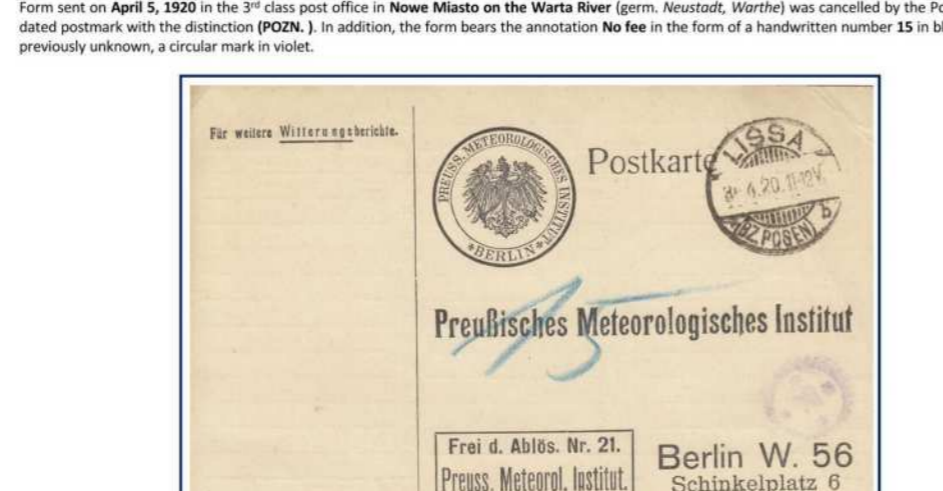 Form sent on April 5, 1920 in the 3rd class post office in Nowe Miasto on the Warta River (germ. Neustadt, Warthe) was cancelled by the Po
dated postmark with the distinction (POZN. ). In addition, the form bears the annotation No fee in the form of a handwritten number 15 in b
previously unknown, a circular mark in violet.
Für weitere Witterungsberichte.
PREUSS. METEOROLOGISCHES INSTITUT
*BERLIN*
Postkarte
LISSA
4.20.11-12V.
b
(BZ.POSEN)
15
Preußisches Meteorologisches Institut
Frei d. Ablös. Nr. 21.
Preuss. Meteorol. Institut.
Berlin W. 56
Schinkelplatz 6